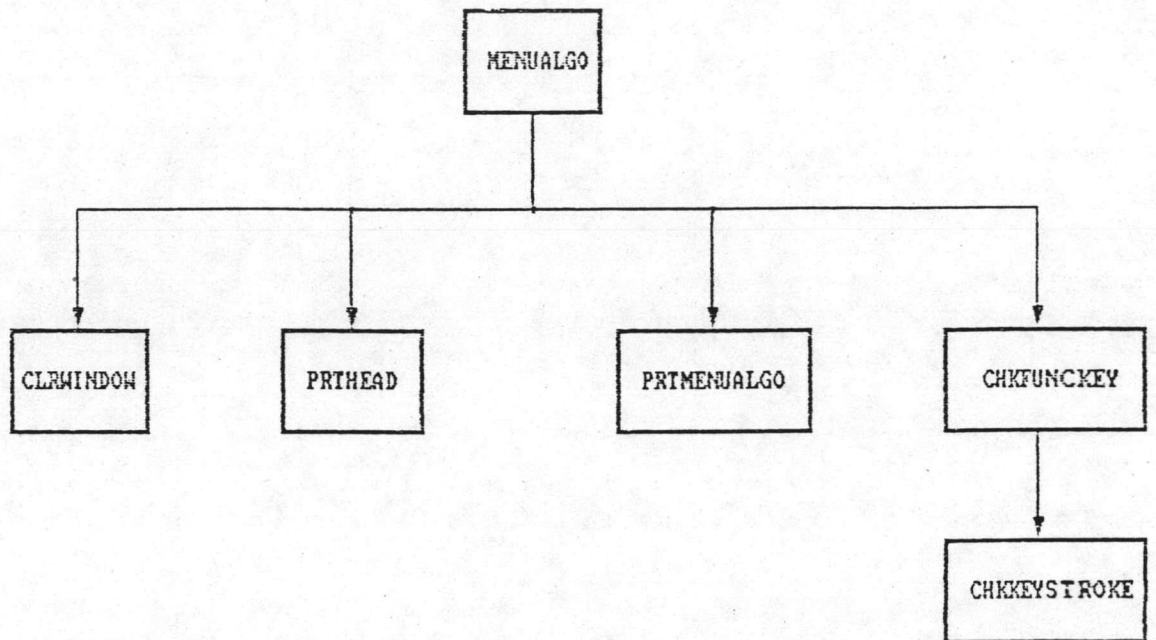 MENUALGO
CLRWINDOW
PRTHEAD
PRTMENUALGO
CHKFUNCKEY
CHKKEYSTROKE